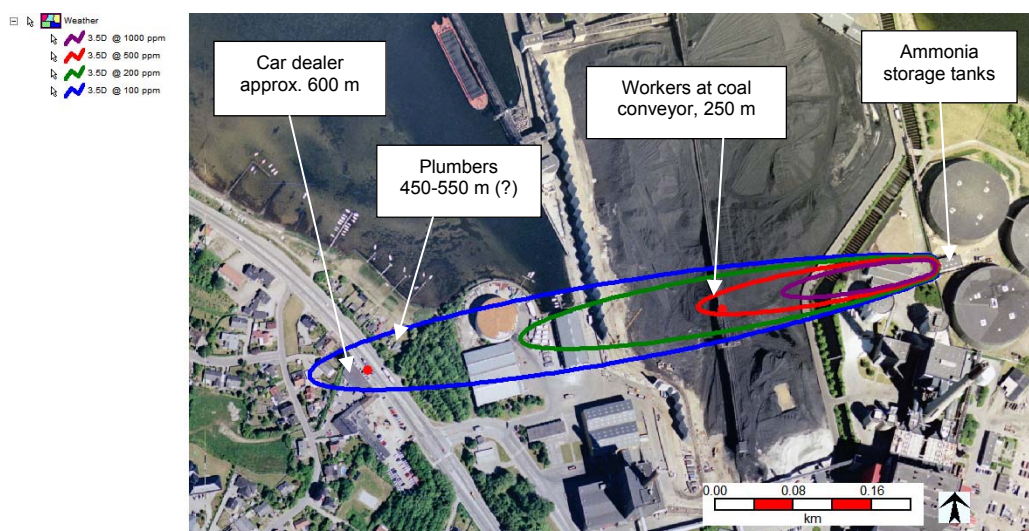 Weather
3.5D @ 1000 ppm
3.5D @ 500 ppm
3.5D @ 200 ppm
3.5D @ 100 ppm
Car dealer
approx. 600 m
Plumbers
450-550 m (?)
Workers at coal
conveyor, 250 m
Ammonia
storage tanks
0.00 0.08 0.16
km